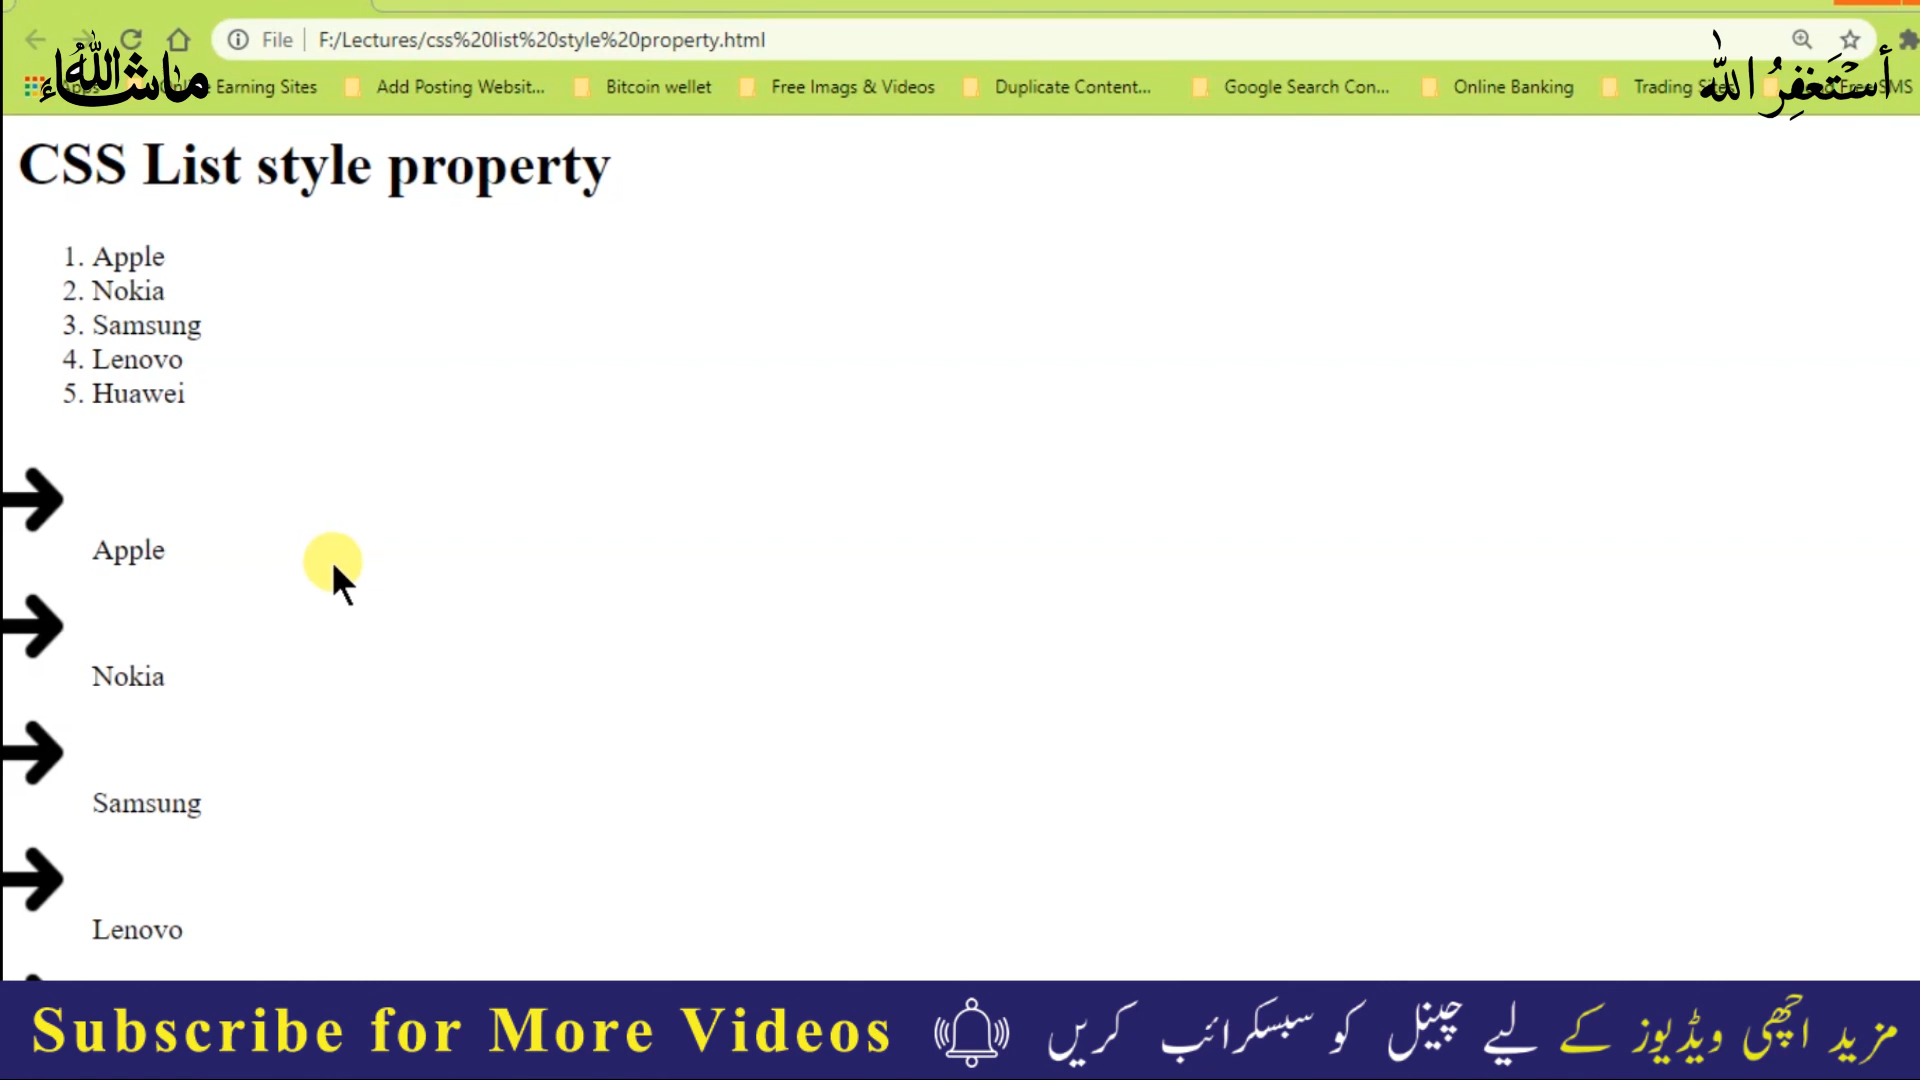 File F:/Lectures/css%20list%20style%20property.html
ماشاءاللہ
أَسْتَغْفِرُ اللّٰه
Earning Sites Add Posting Websit... Bitcoin wellet Free Imags & Videos Duplicate Content... Google Search Con... Online Banking Trading
CSS List style property
1. Apple
2. Nokia
3. Samsung
4. Lenovo
5. Huawei
Apple
Nokia
Samsung
Lenovo
Subscribe for More Videos مزید اچھی ویڈیوز کے لیے چینل کو سبسکرائب کریں